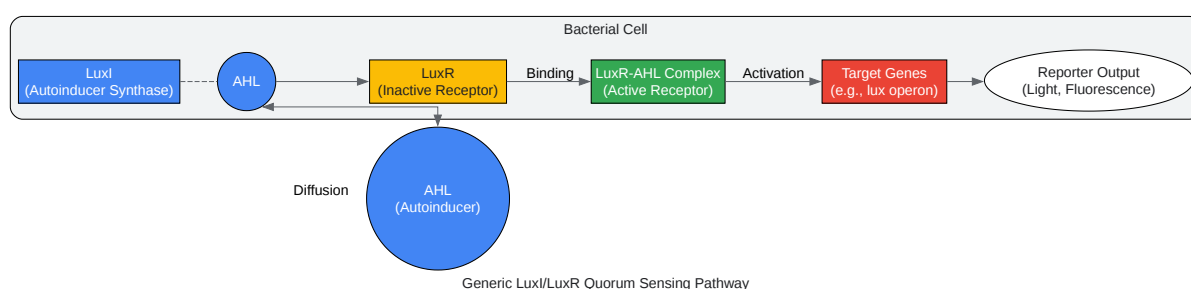 Bacterial Cell
LuxI
(Autoinducer Synthase)
AHL
LuxR
(Inactive Receptor)
Binding
LuxR-AHL Complex
(Active Receptor)
Activation
Target Genes
(e.g., lux operon)
Reporter Output
(Light, Fluorescence)
Diffusion
AHL
(Autoinducer)
Generic LuxI/LuxR Quorum Sensing Pathway